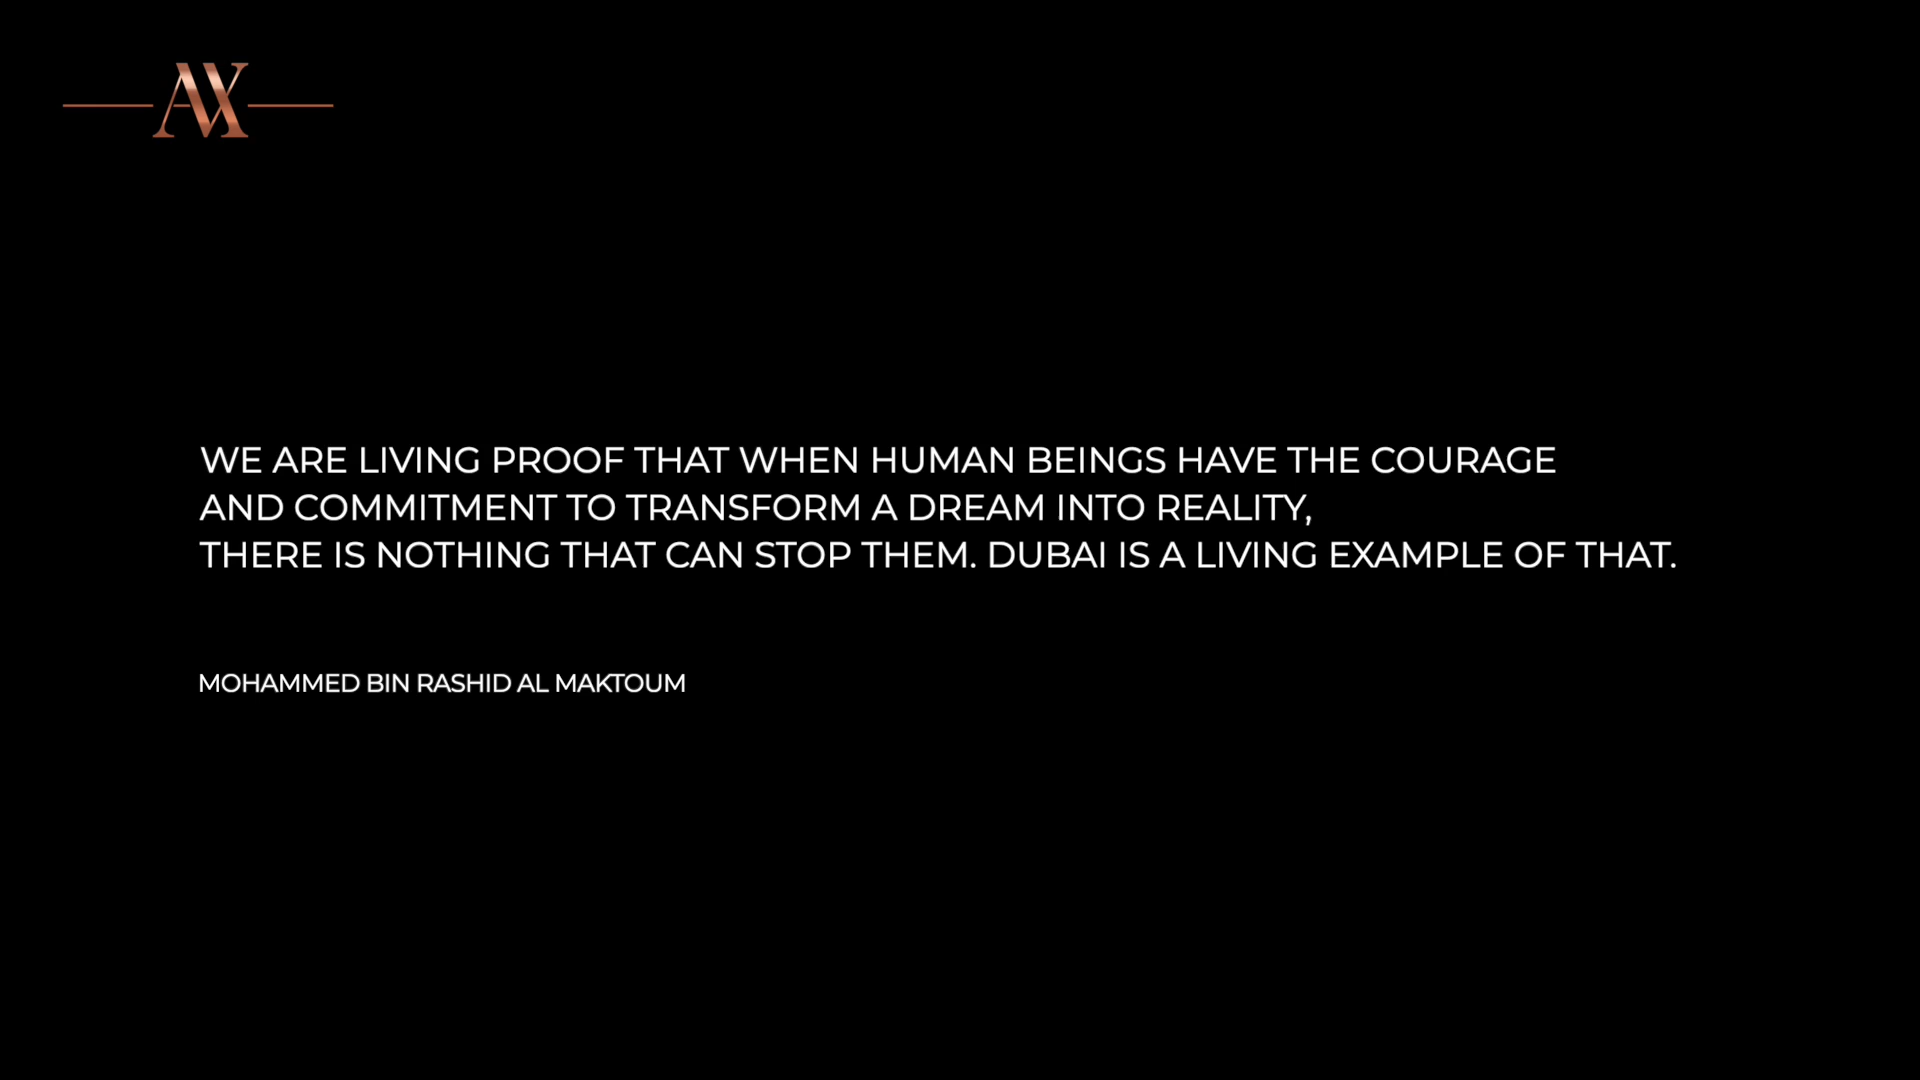 AX
WE ARE LIVING PROOF THAT WHEN HUMAN BEINGS HAVE THE COURAGE
AND COMMITMENT TO TRANSFORM A DREAM INTO REALITY,
THERE IS NOTHING THAT CAN STOP THEM. DUBAI IS A LIVING EXAMPLE OF THAT.
MOHAMMED BIN RASHID AL MAKTOUM